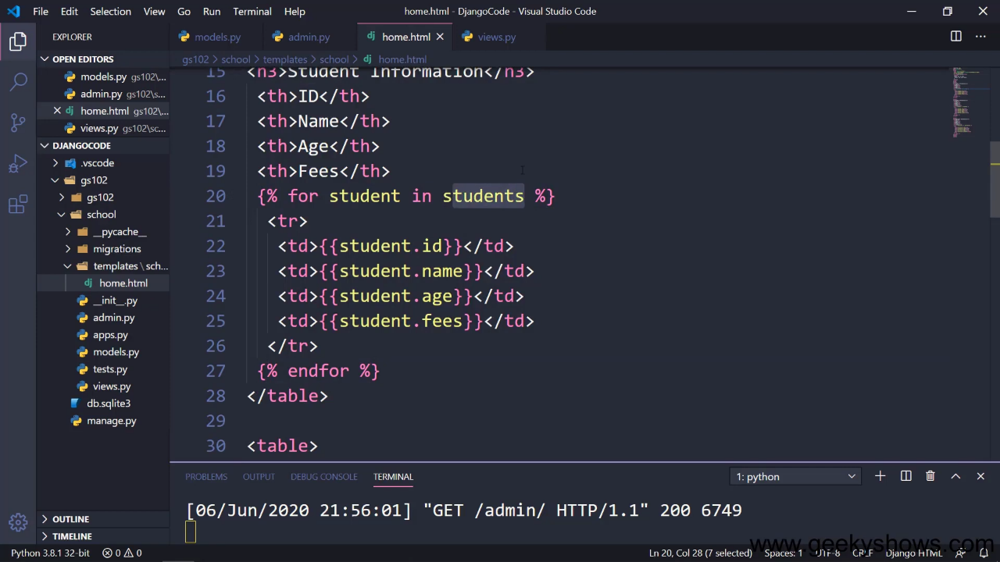 File Edit Selection View Go Run Terminal Help home.html - DjangoCode - Visual Studio Code
EXPLORER
models.py admin.py home.html views.py
gs102 school templates school home.html
OPEN EDITORS
models.py gs102\...
admin.py gs102\s...
home.html gs102\...
views.py gs102\sc...
DJANGOCODE
.vscode
gs102
gs102
school
__pycache__
migrations
templates \ sc...
home.html
__init__.py
admin.py
apps.py
models.py
tests.py
views.py
db.sqlite3
manage.py
OUTLINE
TIMELINE
15 <h3>Student Information</h3>
16 <th>ID</th>
17 <th>Name</th>
18 <th>Age</th>
19 <th>Fees</th>
20 {% for student in students %}
21 <tr>
22 <td>{{student.id}}</td>
23 <td>{{student.name}}</td>
24 <td>{{student.age}}</td>
25 <td>{{student.fees}}</td>
26 </tr>
27 {% endfor %}
28 </table>
29
30 <table>
PROBLEMS OUTPUT DEBUG CONSOLE TERMINAL 1: python
[06/Jun/2020 21:56:01] "GET /admin/ HTTP/1.1" 200 6749
www.geekyshows.com
Python 3.8.1 32-bit 0 0 Ln 20, Col 28 (7 selected) Spaces: 1 UTF-8 CRLF Django HTML